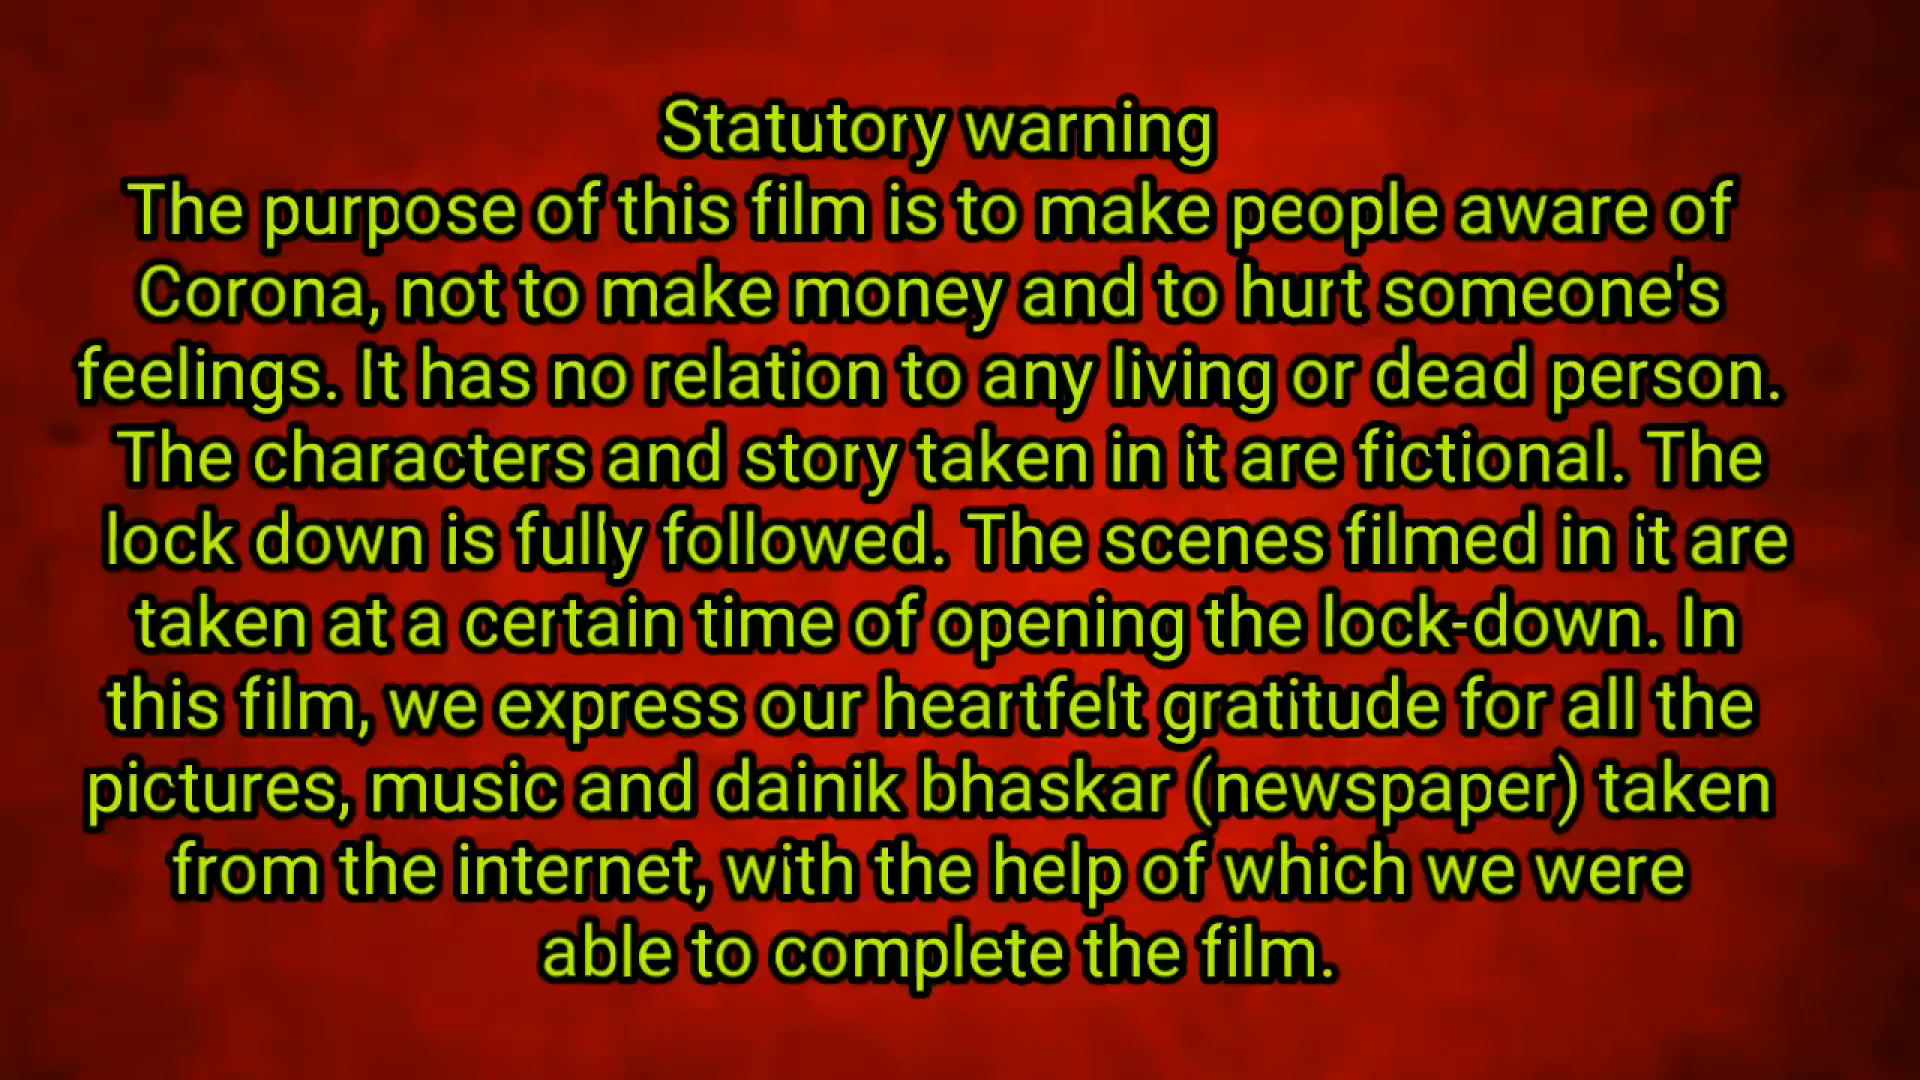 Statutory warning
The purpose of this film is to make people aware of
Corona, not to make money and to hurt someone's
feelings. It has no relation to any living or dead person.
The characters and story taken in it are fictional. The
lock down is fully followed. The scenes filmed in it are
taken at a certain time of opening the lock-down. In
this film, we express our heartfelt gratitude for all the
pictures, music and dainik bhaskar (newspaper) taken
from the internet, with the help of which we were
able to complete the film.